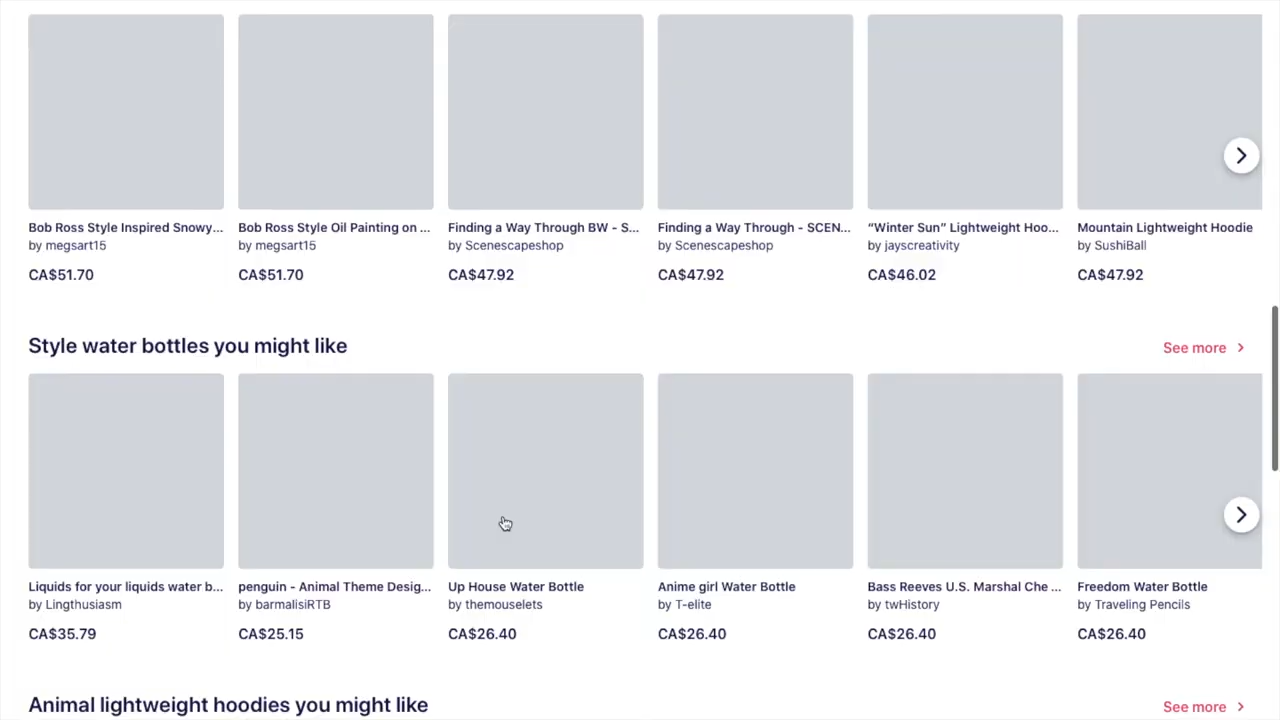 Bob Ross Style Inspired Snowy...
by megsart15
CA$51.70
Bob Ross Style Oil Painting on ...
by megsart15
CA$51.70
Finding a Way Through BW - S...
by Scenescapeshop
CA$47.92
Finding a Way Through - SCEN...
by Scenescapeshop
CA$47.92
“Winter Sun” Lightweight Hoo...
by jayscreativity
CA$46.02
Mountain Lightweight Hoodie
by SushiBall
CA$47.92
Style water bottles you might like
See more
Liquids for your liquids water b...
by Lingthusiasm
CA$35.79
penguin - Animal Theme Desig...
by barmalisiRTB
CA$25.15
Up House Water Bottle
by themouselets
CA$26.40
Anime girl Water Bottle
by T-elite
CA$26.40
Bass Reeves U.S. Marshal Che ...
by twHistory
CA$26.40
Freedom Water Bottle
by Traveling Pencils
CA$26.40
Animal lightweight hoodies you might like
See more